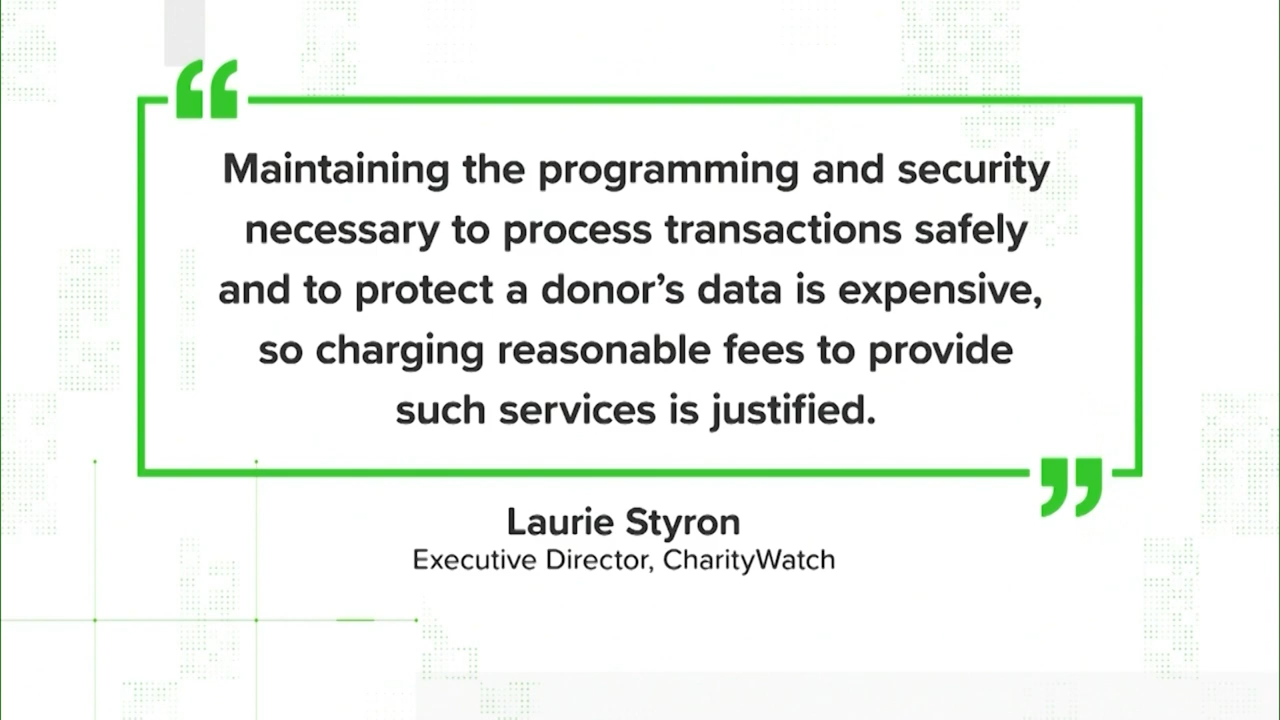 “
Maintaining the programming and security
necessary to process transactions safely
and to protect a donor’s data is expensive,
so charging reasonable fees to provide
such services is justified.
”
Laurie Styron
Executive Director, CharityWatch